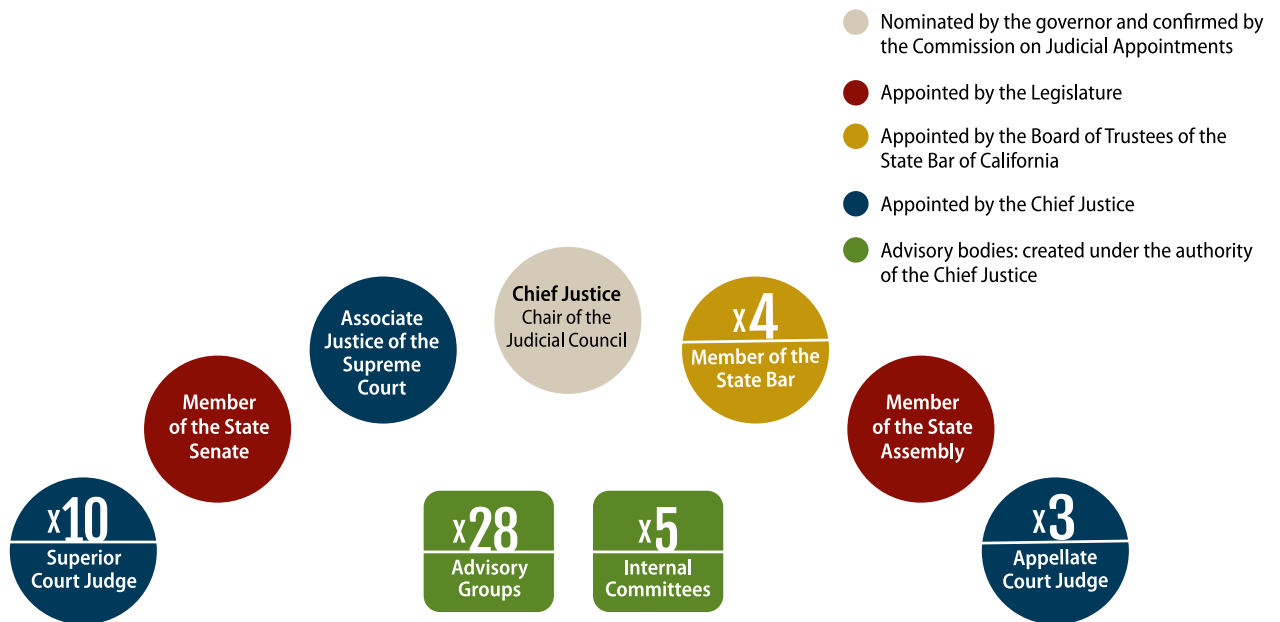 Nominated by the governor and confirmed by
the Commission on Judicial Appointments
Appointed by the Legislature
Appointed by the Board of Trustees of the
State Bar of California
Appointed by the Chief Justice
Advisory bodies: created under the authority
of the Chief Justice
Chief Justice
Chair of the
Judicial Council
Associate
Justice of the
Supreme
Court
x4
Member of the
State Bar
Member
of the State
Senate
Member
of the State
Assembly
x10
Superior
Court Judge
x28
Advisory
Groups
x5
Internal
Committees
x3
Appellate
Court Judge